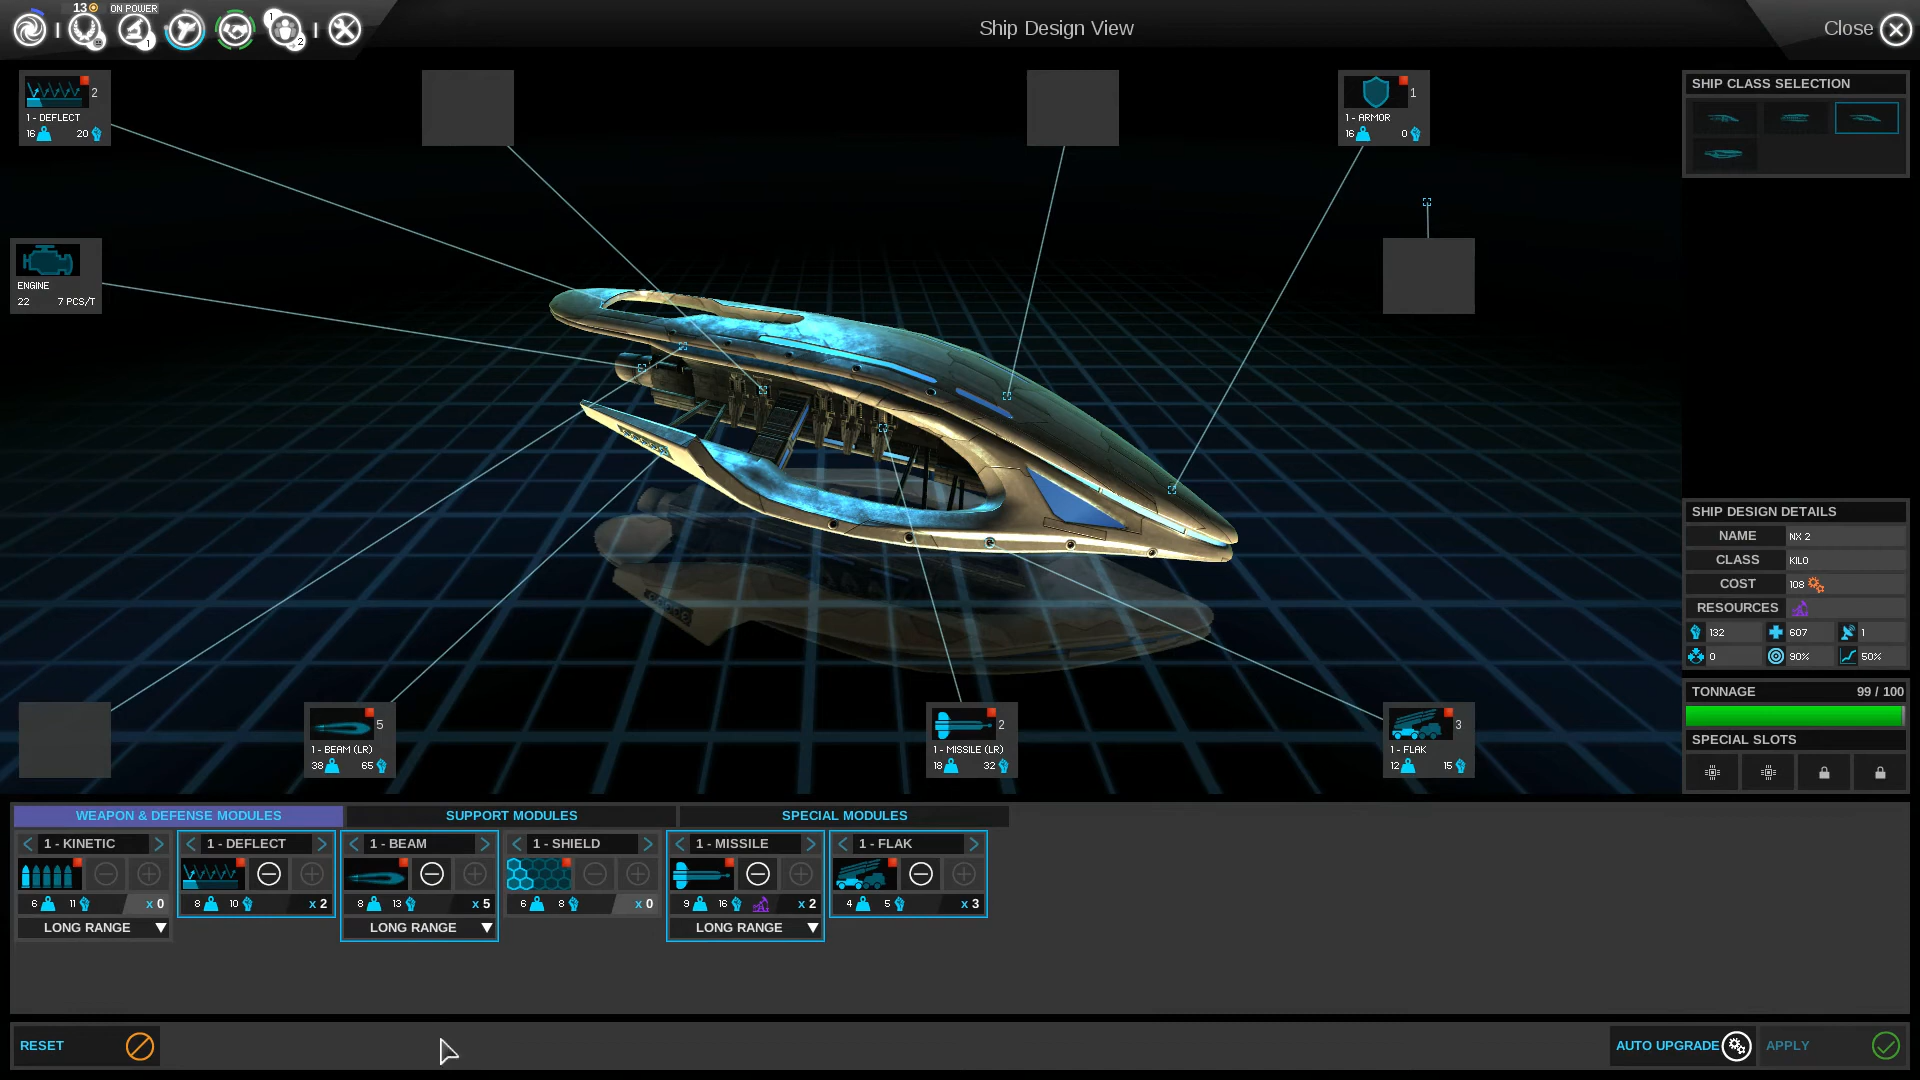 13
ON POWER
Ship Design View
Close
1
1
2
2
1 - DEFLECT
16 20
1
1 - ARMOR
16 0
SHIP CLASS SELECTION
ENGINE
22 7 PCS/T
SHIP DESIGN DETAILS
NAME NX 2
CLASS KILO
COST 108
RESOURCES
132 607 1
0 90% 50%
TONNAGE 99 / 100
SPECIAL SLOTS
5
1 - BEAM (LR)
38 65
2
1 - MISSILE (LR)
18 32
3
1 - FLAK
12 15
WEAPON & DEFENSE MODULES SUPPORT MODULES SPECIAL MODULES
1 - KINETIC 1 - DEFLECT 1 - BEAM 1 - SHIELD 1 - MISSILE 1 - FLAK
6 11 x 0 8 10 x 2 8 13 x 5 6 8 x 0 9 16 x 2 4 5 x 3
LONG RANGE LONG RANGE LONG RANGE
RESET
AUTO UPGRADE APPLY